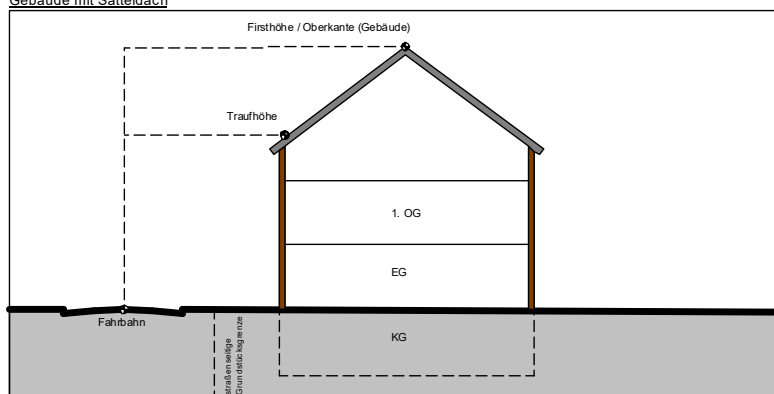 Gebäude mit Satteldach
Firsthöhe / Oberkante (Gebäude)
Traufhöhe
1. OG
EG
Fahrbahn
KG
straßenseitige
Grundstücksgrenze